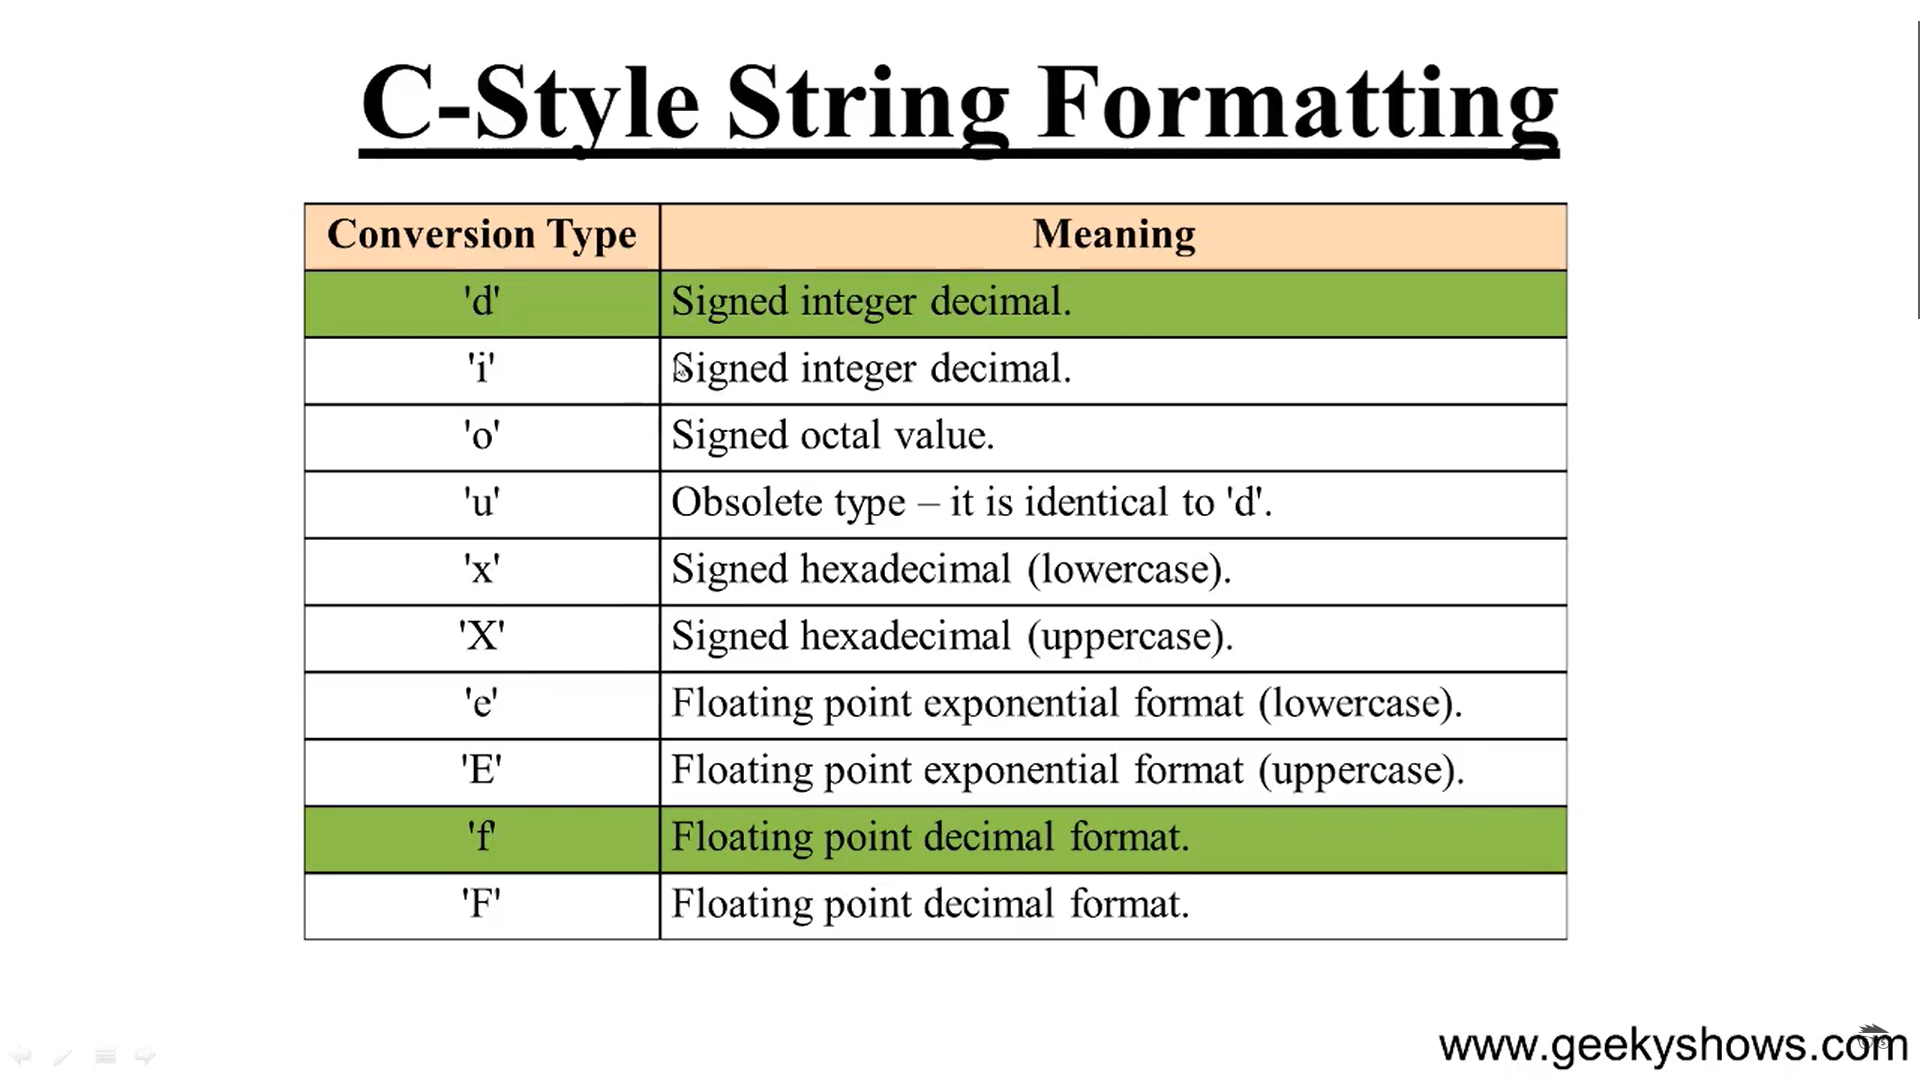 C-Style String Formatting
Conversion Type Meaning
'd' Signed integer decimal.
'i' Signed integer decimal.
'o' Signed octal value.
'u' Obsolete type – it is identical to 'd'.
'x' Signed hexadecimal (lowercase).
'X' Signed hexadecimal (uppercase).
'e' Floating point exponential format (lowercase).
'E' Floating point exponential format (uppercase).
'f' Floating point decimal format.
'F' Floating point decimal format.
www.geekyshows.com